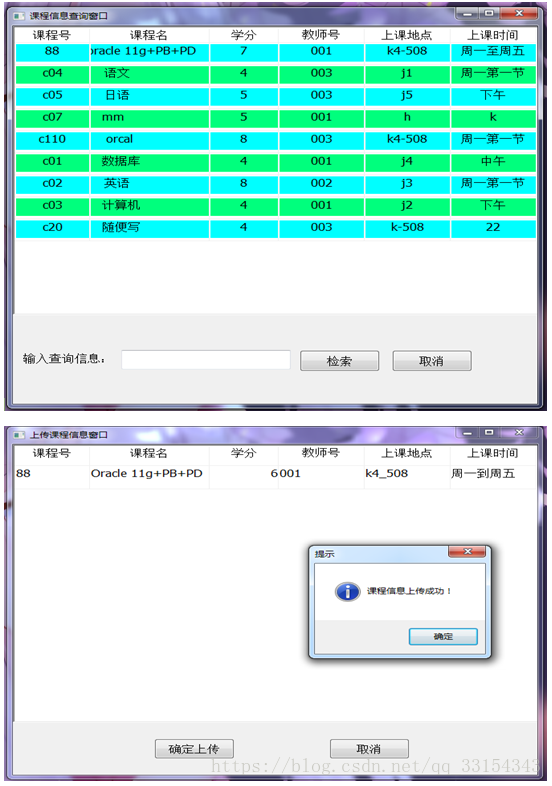 课程信息查询窗口
课程号 课程名 学分 教师号 上课地点 上课时间
88 oracle 11g+PB+PD 7 001 k4-508 周一至周五
c04 语文 4 003 j1 周一第一节
c05 日语 5 003 j5 下午
c07 mm 5 001 h k
c110 orcal 8 003 k4-508 周一第一节
c01 数据库 4 001 j4 中午
c02 英语 8 002 j3 周一第一节
c03 计算机 4 001 j2 下午
c20 随便写 4 003 k-508 22
输入查询信息： 检索 取消
上传课程信息窗口
课程号 课程名 学分 教师号 上课地点 上课时间
88 Oracle 11g+PB+PD 6 001 k4_508 周一到周五
提示
课程信息上传成功！
确定
确定上传 取消
https://blog.csdn.net/qq_33154343